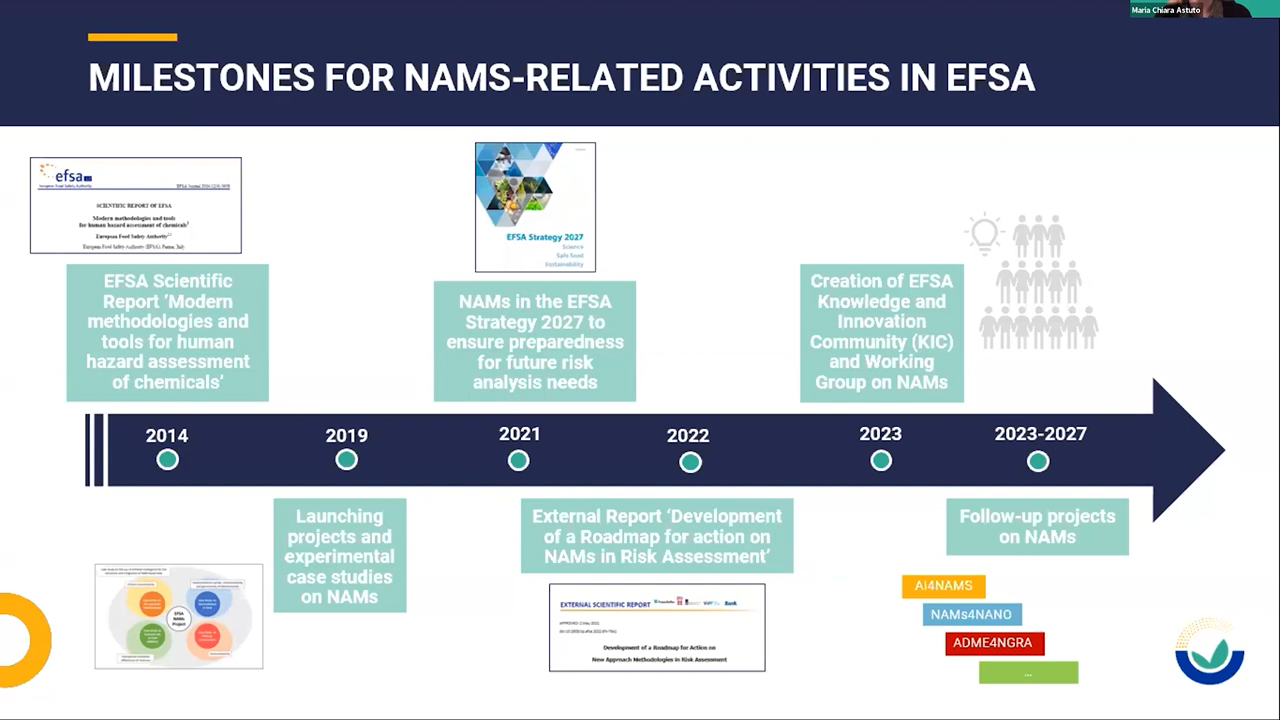 Maria Chiara Astuto
MILESTONES FOR NAMS-RELATED ACTIVITIES IN EFSA
efsa
European Food Safety Authority
SCIENTIFIC REPORT OF EFSA
Modern methodologies and tools
for human hazard assessment of chemicals
European Food Safety Authority
European Food Safety Authority (EFSA), Parma, Italy
EFSA Scientific
Report ‘Modern
methodologies and
tools for human
hazard assessment
of chemicals’
EFSA Strategy 2027
Science
Safe food
Sustainability
NAMs in the EFSA
Strategy 2027 to
ensure preparedness
for future risk
analysis needs
Creation of EFSA
Knowledge and
Innovation
Community (KIC)
and Working
Group on NAMs
2014
2019
2021
2022
2023
2023-2027
Launching
projects and
experimental
case studies
on NAMs
EFSA
NAMs
Project
External Report ‘Development
of a Roadmap for action on
NAMs in Risk Assessment’
EXTERNAL SCIENTIFIC REPORT
Development of a Roadmap for Action on
New Approach Methodologies in Risk Assessment
Follow-up projects
on NAMs
AI4NAMS
NAMs4NANO
ADME4NGRA
...